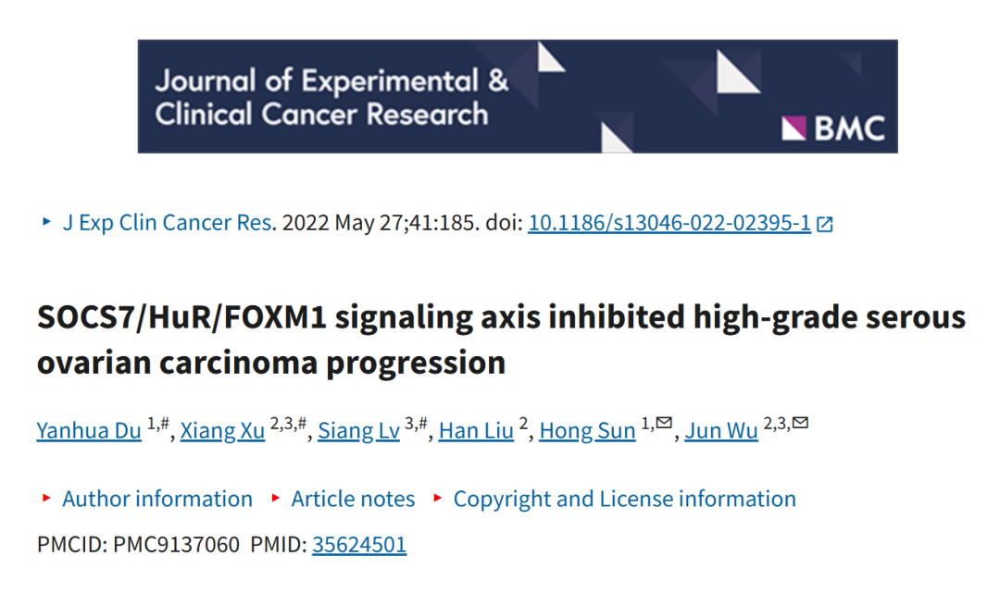 Journal of Experimental &
Clinical Cancer Research
BMC
J Exp Clin Cancer Res. 2022 May 27;41:185. doi: 10.1186/s13046-022-02395-1
SOCS7/HuR/FOXM1 signaling axis inhibited high-grade serous
ovarian carcinoma progression
Yanhua Du 1,#, Xiang Xu 2,3,#, Siang Lv 3,#, Han Liu 2, Hong Sun 1,✉, Jun Wu 2,3,✉
Author information Article notes Copyright and License information
PMCID: PMC9137060 PMID: 35624501